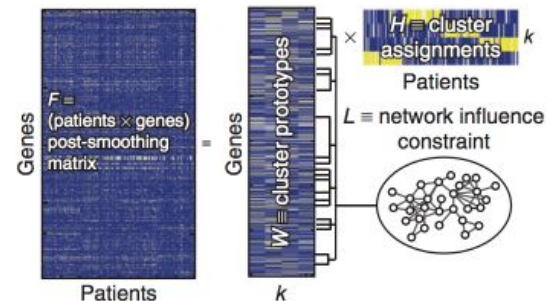 Genes
F ≡
(patients × genes)
post-smoothing
matrix
Patients
=
Genes
W ≡ cluster prototypes
k
×
H ≡ cluster
assignments
k
Patients
L ≡ network influence
constraint